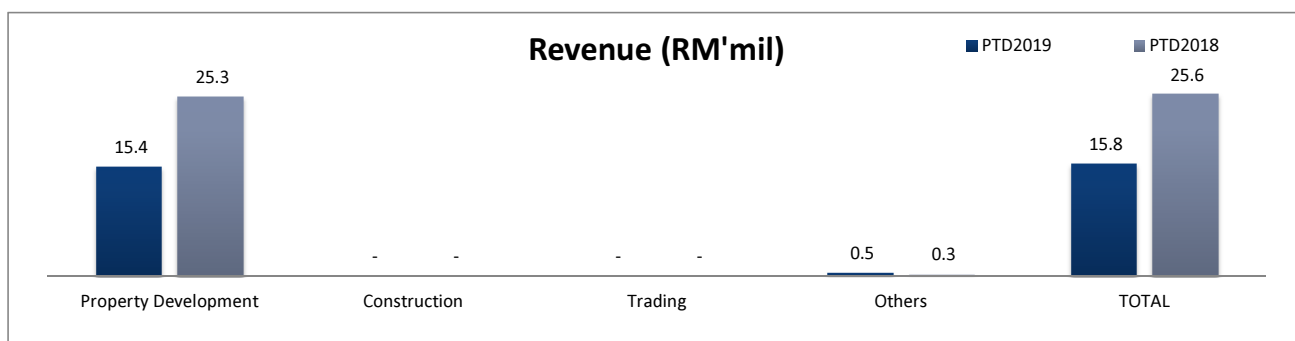 Revenue (RM'mil)
PTD2019 PTD2018
25.3 25.6
15.4 15.8
- - - - 0.5 0.3
Property Development Construction Trading Others TOTAL